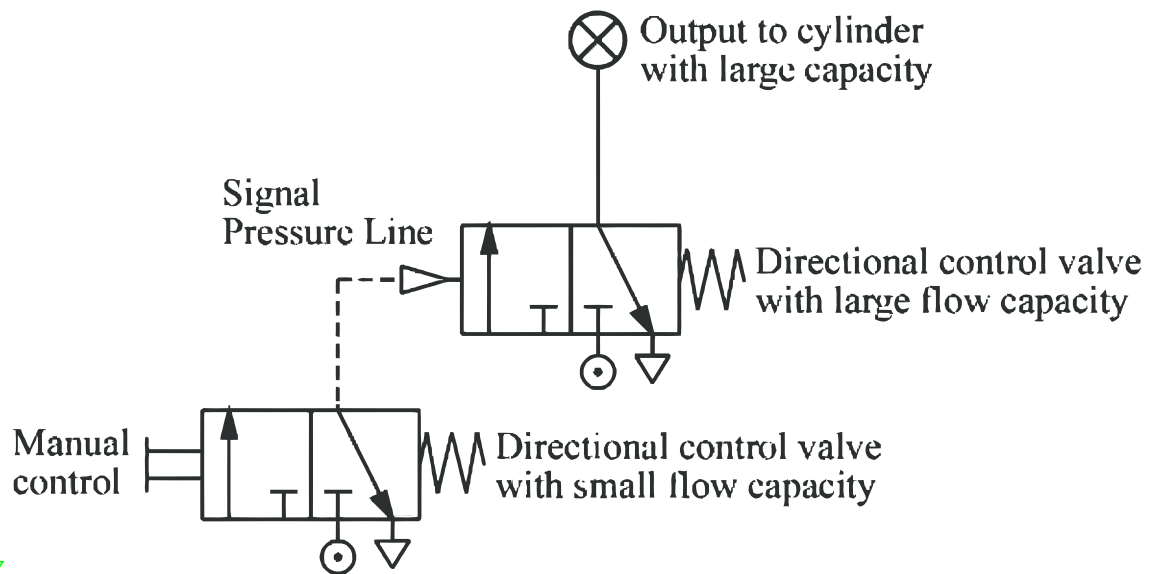 Output to cylinder
with large capacity
Signal
Pressure Line
Directional control valve
with large flow capacity
Manual
control
Directional control valve
with small flow capacity